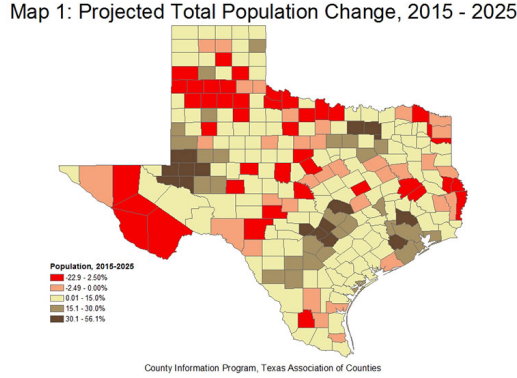 Map 1: Projected Total Population Change, 2015 - 2025
Population, 2015-2025
-22.9 - 2.50%
-2.49 - 0.00%
0.01 - 15.0%
15.1 - 30.0%
30.1 - 56.1%
County Information Program, Texas Association of Counties